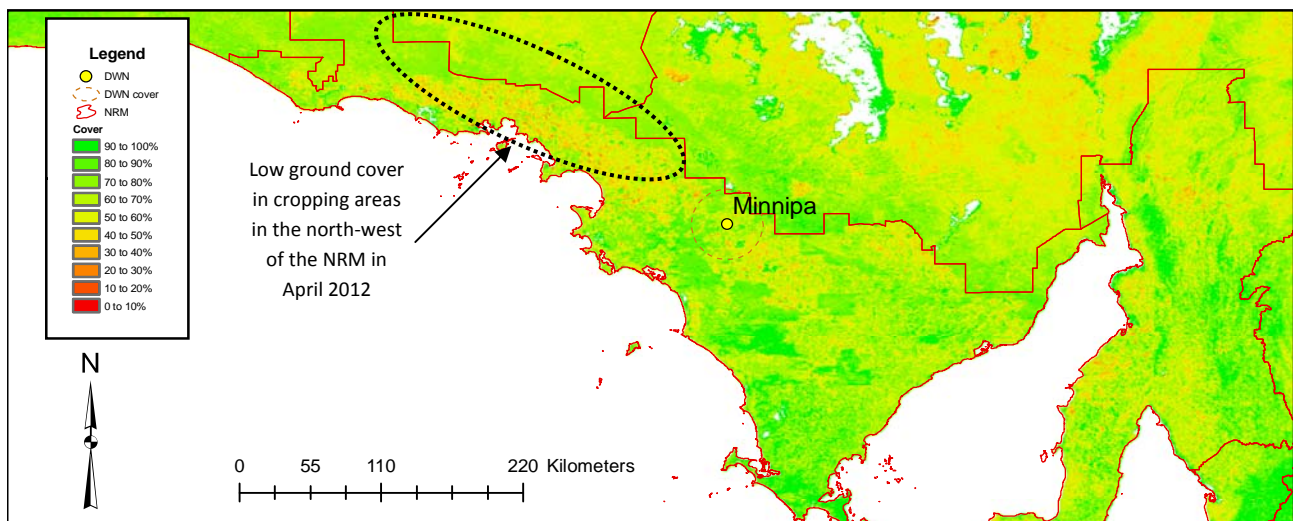 Legend
DWN
DWN cover
NRM
Cover
90 to 100%
80 to 90%
70 to 80%
60 to 70%
50 to 60%
40 to 50%
30 to 40%
20 to 30%
10 to 20%
0 to 10%
Low ground cover
in cropping areas
in the north-west
of the NRM in
April 2012
Minnipa
N
0 55 110 220 Kilometers